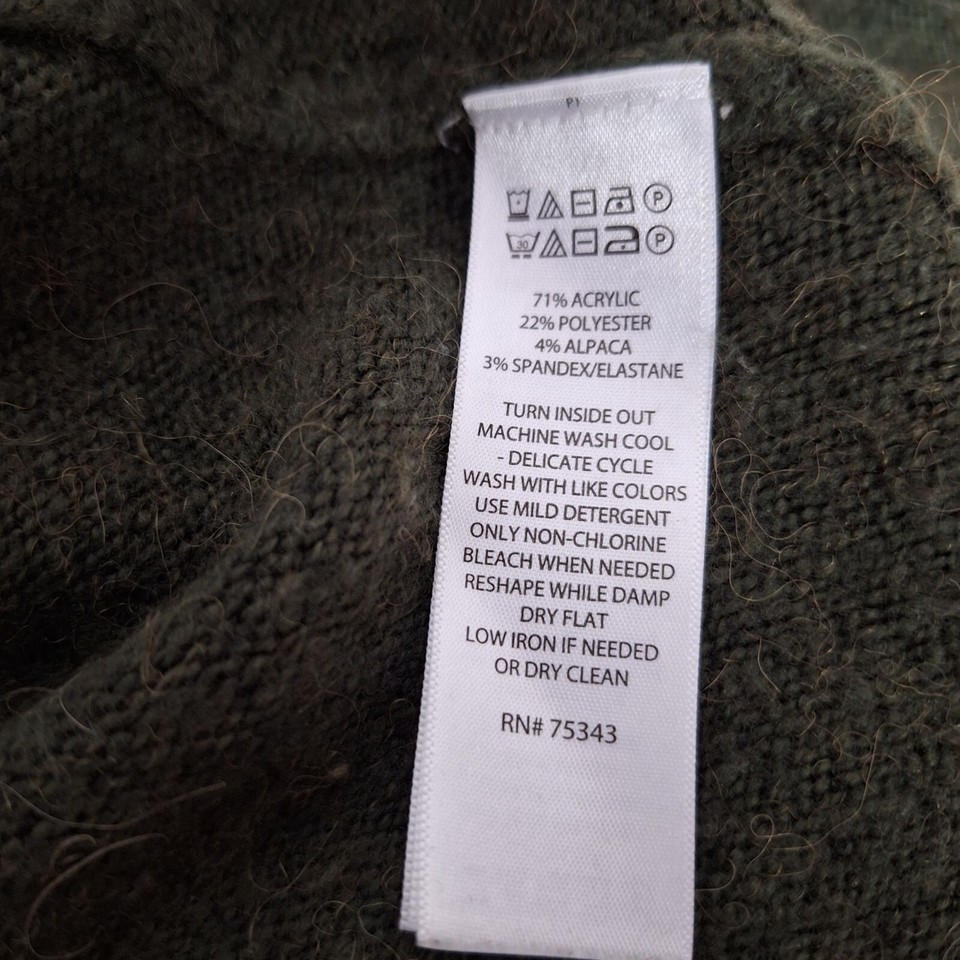 P1
P
30 P
71% ACRYLIC
22% POLYESTER
4% ALPACA
3% SPANDEX/ELASTANE
TURN INSIDE OUT
MACHINE WASH COOL
- DELICATE CYCLE
WASH WITH LIKE COLORS
USE MILD DETERGENT
ONLY NON-CHLORINE
BLEACH WHEN NEEDED
RESHAPE WHILE DAMP
DRY FLAT
LOW IRON IF NEEDED
OR DRY CLEAN
RN# 75343